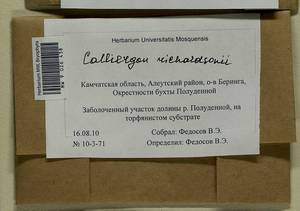 Herbarium Universitatis Mosquensis
Calliergon richardsonii
Камчатская область, Алеутский район, о-в Беринга,
Окрестности бухты Полуденной
Заболоченный участок долины р. Полуденной, на
торфянистом субстрате
16.08.10 Собрал: Федосов В.Э.
№ 10-3-71 Определил: Федосов В.Э.